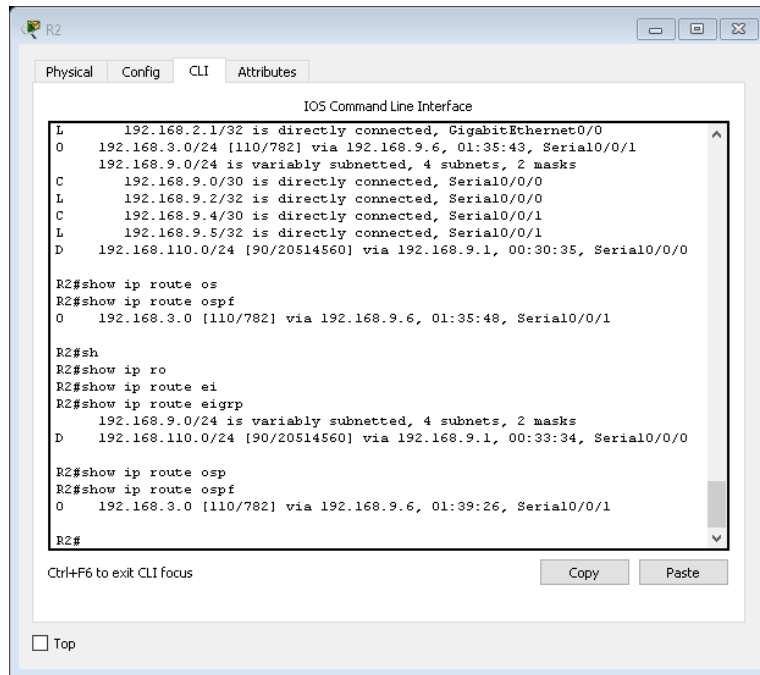 R2
Physical Config CLI Attributes
IOS Command Line Interface
L 192.168.2.1/32 is directly connected, GigabitEthernet0/0
O 192.168.3.0/24 [110/782] via 192.168.9.6, 01:35:43, Serial0/0/1
192.168.9.0/24 is variably subnetted, 4 subnets, 2 masks
C 192.168.9.0/30 is directly connected, Serial0/0/0
L 192.168.9.2/32 is directly connected, Serial0/0/0
C 192.168.9.4/30 is directly connected, Serial0/0/1
L 192.168.9.5/32 is directly connected, Serial0/0/1
D 192.168.110.0/24 [90/20514560] via 192.168.9.1, 00:30:35, Serial0/0/0
R2#show ip route os
R2#show ip route ospf
O 192.168.3.0 [110/782] via 192.168.9.6, 01:35:48, Serial0/0/1
R2#sh
R2#show ip ro
R2#show ip route ei
R2#show ip route eigrp
192.168.9.0/24 is variably subnetted, 4 subnets, 2 masks
D 192.168.110.0/24 [90/20514560] via 192.168.9.1, 00:33:34, Serial0/0/0
R2#show ip route osp
R2#show ip route ospf
O 192.168.3.0 [110/782] via 192.168.9.6, 01:39:26, Serial0/0/1
R2#
Ctrl+F6 to exit CLI focus
Copy Paste
Top